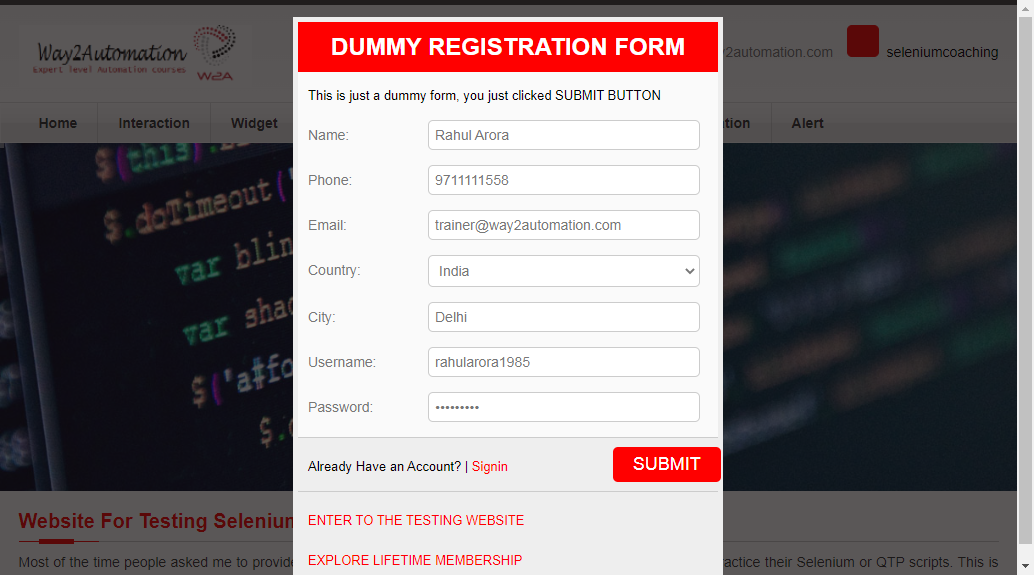 Way2Automation
Expert level Automation courses
W2A
2automation.com
seleniumcoaching
Home
Interaction
Widget
Alert
DUMMY REGISTRATION FORM
This is just a dummy form, you just clicked SUBMIT BUTTON
Name:
Rahul Arora
Phone:
9711111558
Email:
trainer@way2automation.com
Country:
India
City:
Delhi
Username:
rahularora1985
Password:
•••••••••
Already Have an Account? | Signin
SUBMIT
ENTER TO THE TESTING WEBSITE
EXPLORE LIFETIME MEMBERSHIP
$(this).
$.doTimeout('
var blin
var shad
$('a#fo
$.
Website For Testing Selenium
Most of the time people asked me to provid
actice their Selenium or QTP scripts. This is